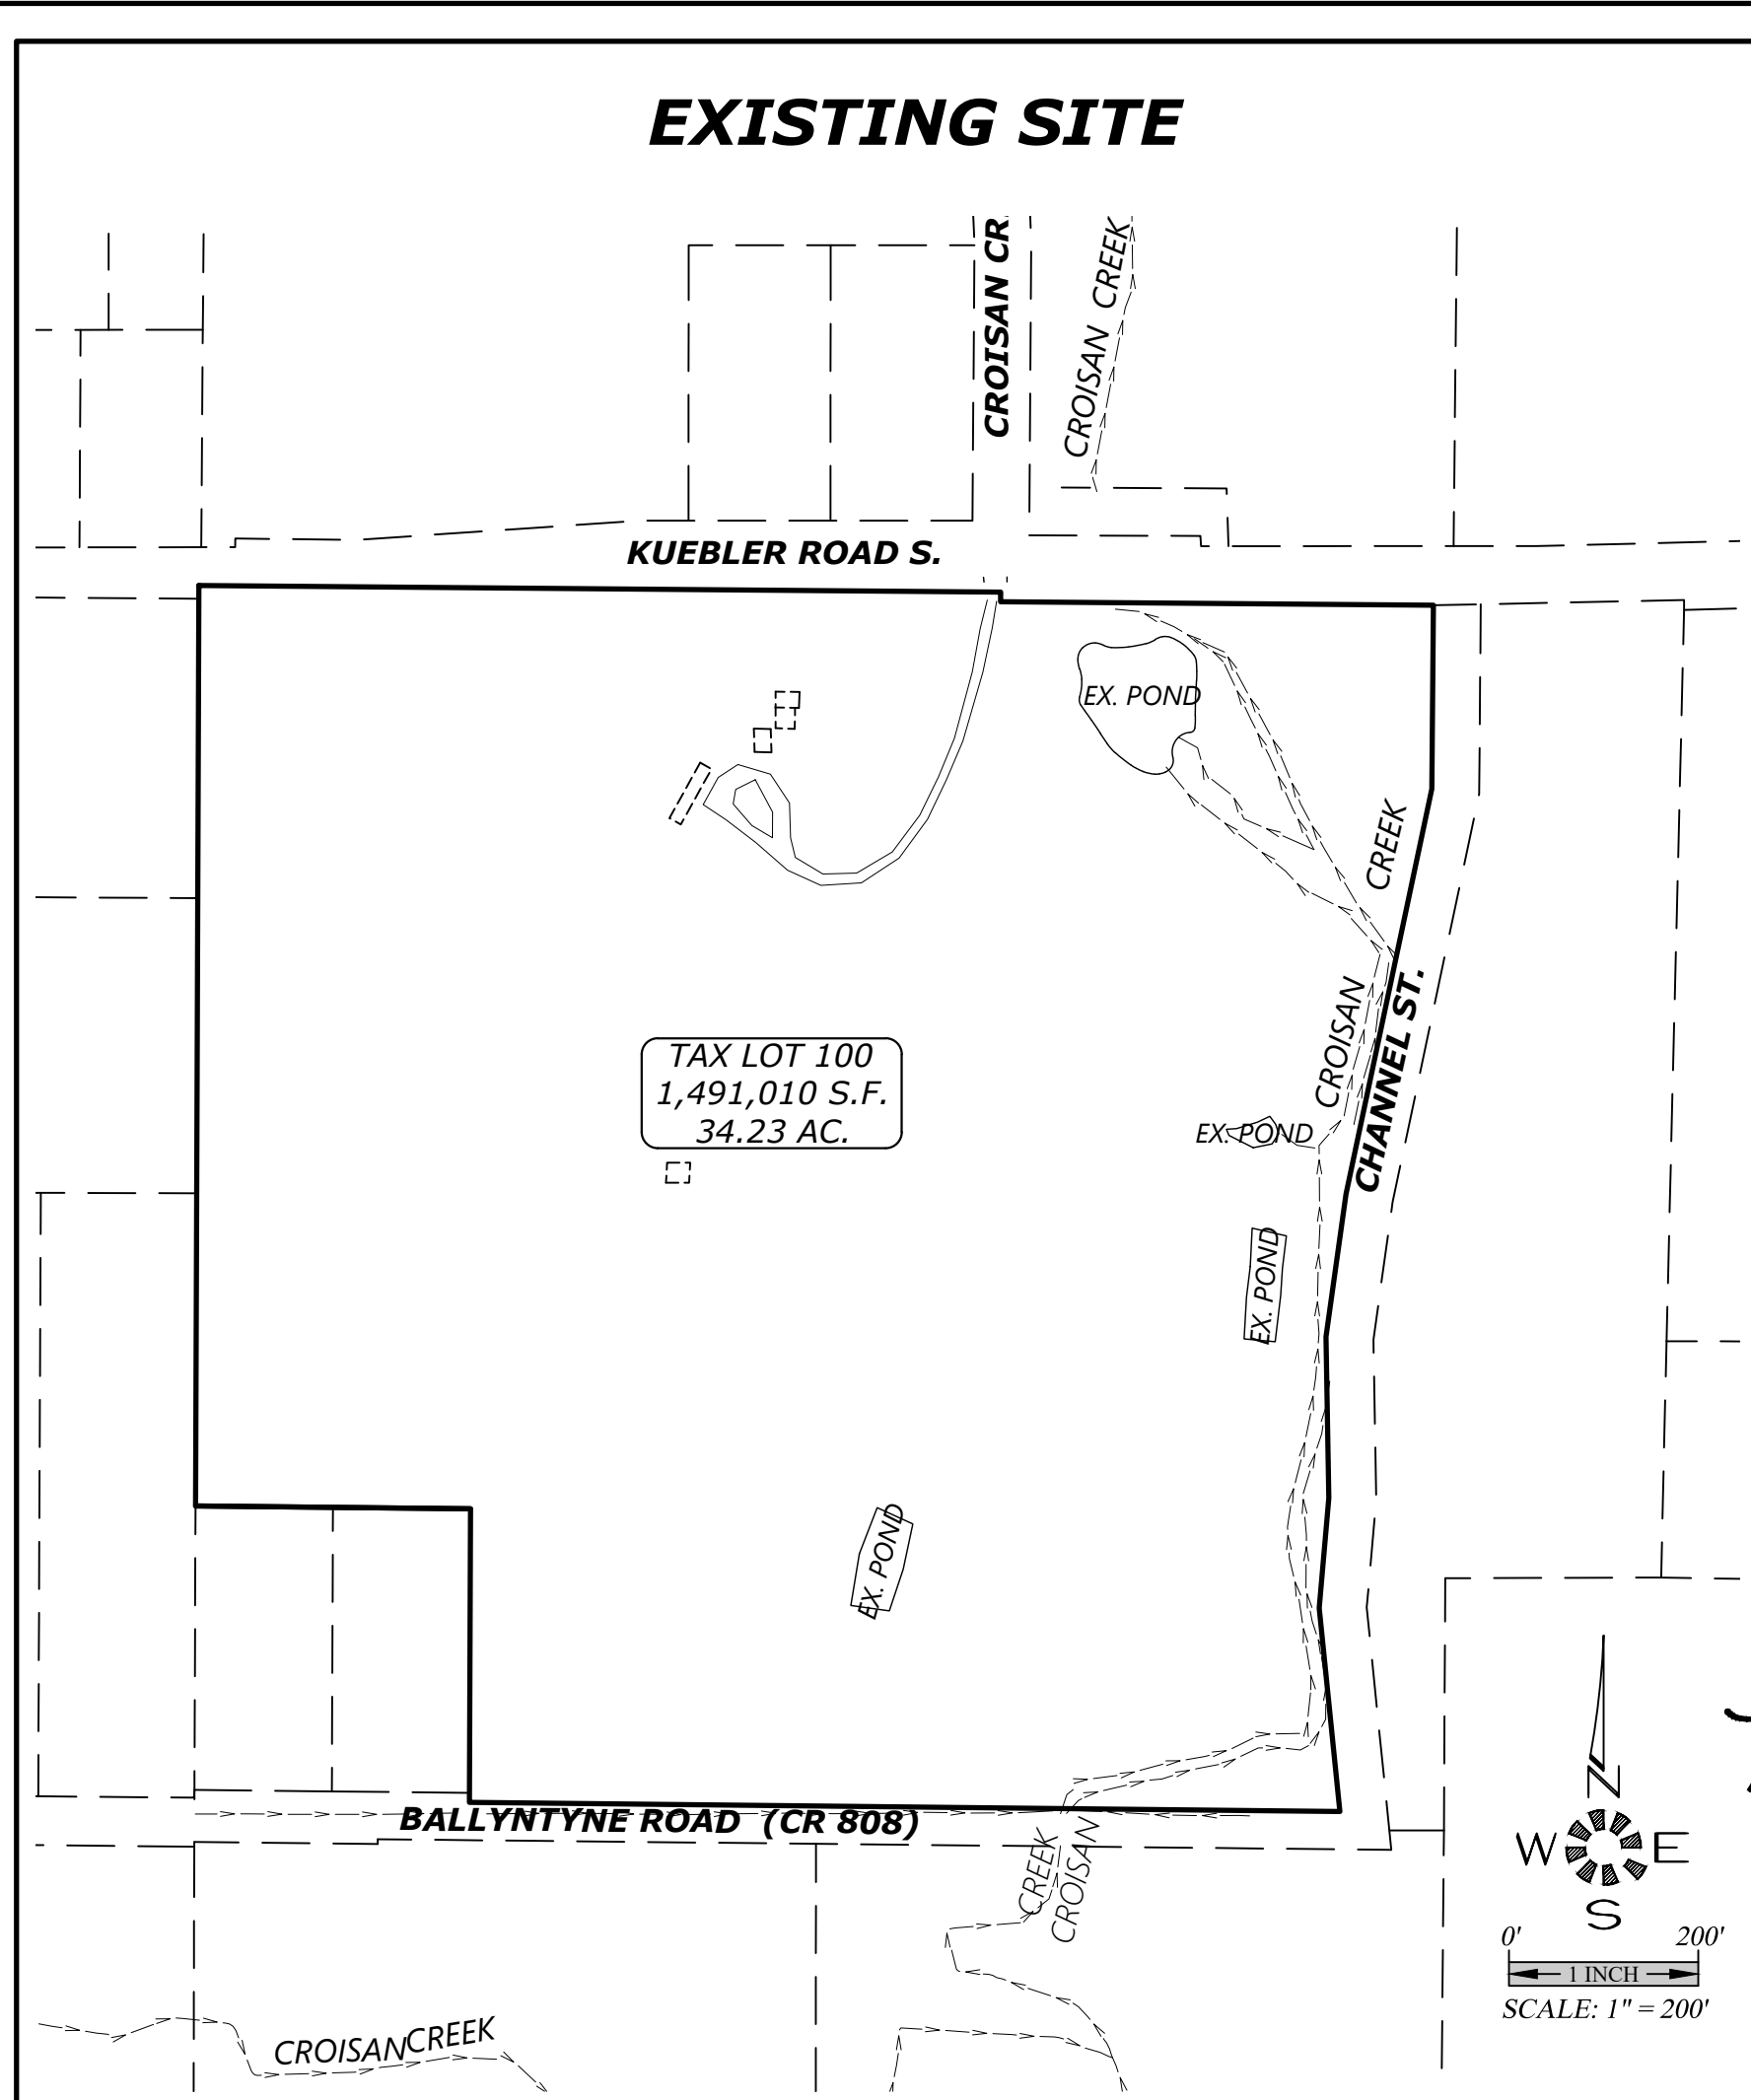 EXISTING SITE
CROISAN CR
CROISAN CREEK
KUEBLER ROAD S.
EX. POND
CROISAN CREEK
CHANNEL ST.
TAX LOT 100
1,491,010 S.F.
34.23 AC.
EX. POND
EX. POND
EX. POND
BALLYNTYNE ROAD (CR 808)
CREEK
CROISAN
CROISAN CREEK
N
W E
S
0' 200'
1 INCH
SCALE: 1" = 200'